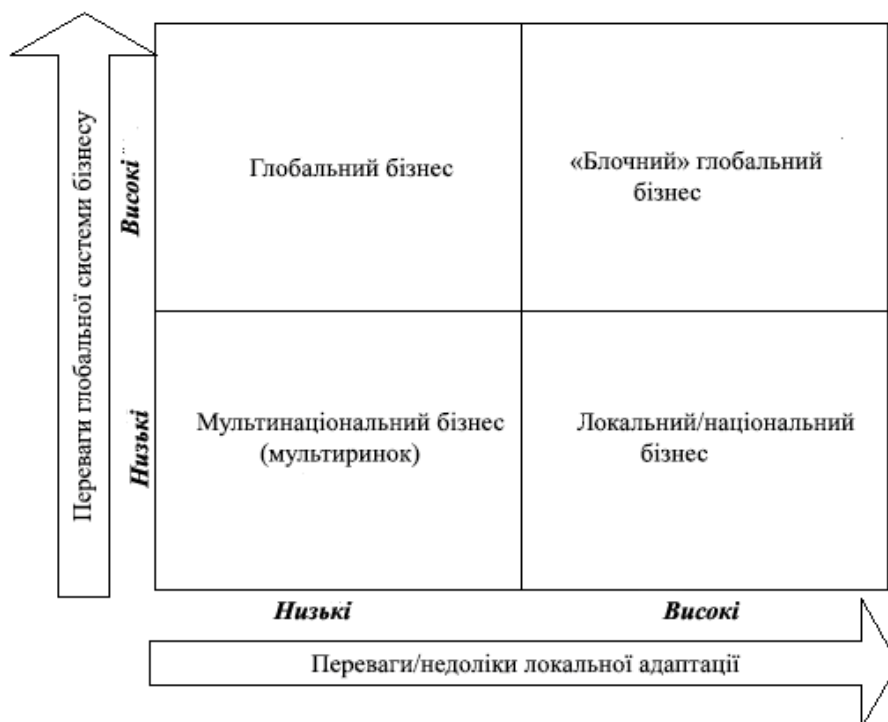 Переваги глобальної системи бізнесу
Високі
Низькі
Глобальний бізнес
«Блочний» глобальний
бізнес
Мультинаціональний бізнес
(мультиринок)
Локальний/національний
бізнес
Низькі
Високі
Переваги/недоліки локальної адаптації